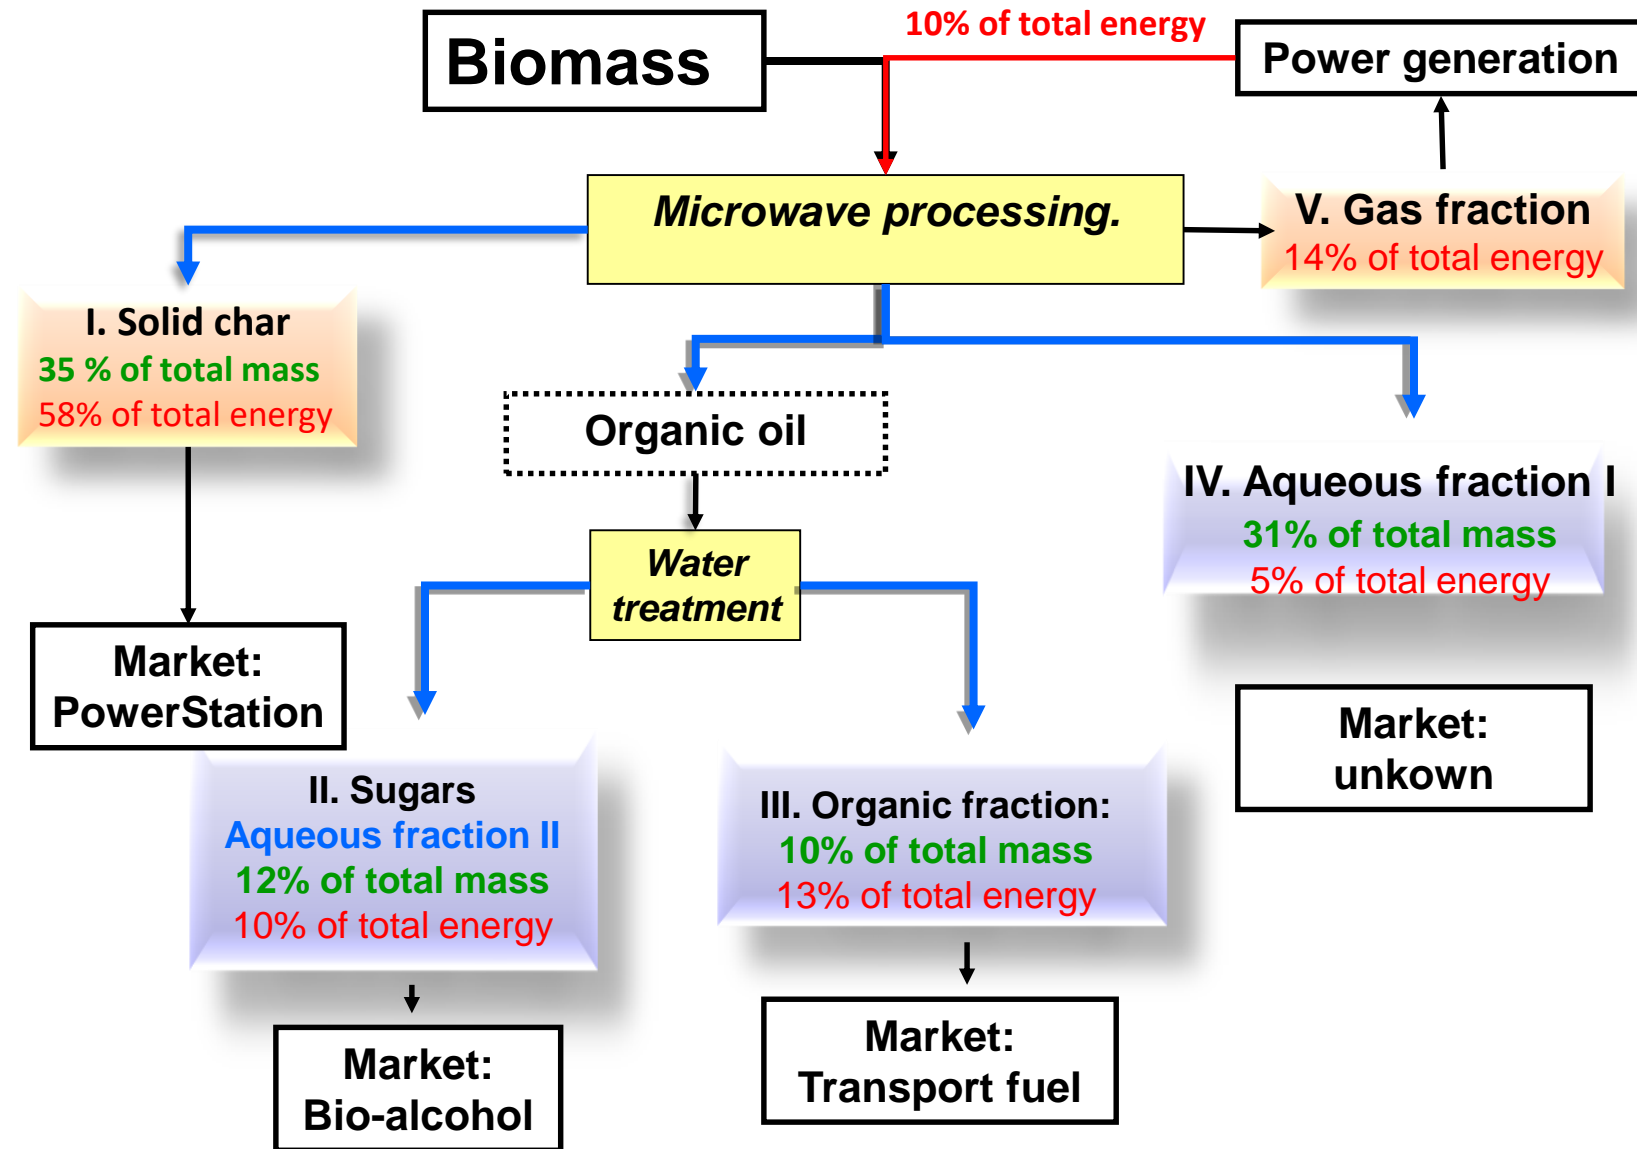 Biomass
10% of total energy
Power generation
Microwave processing.
V. Gas fraction
14% of total energy
I. Solid char
35 % of total mass
58% of total energy
Organic oil
IV. Aqueous fraction I
31% of total mass
5% of total energy
Water
treatment
Market:
PowerStation
Market:
unkown
II. Sugars
Aqueous fraction II
12% of total mass
10% of total energy
III. Organic fraction:
10% of total mass
13% of total energy
Market:
Bio-alcohol
Market:
Transport fuel